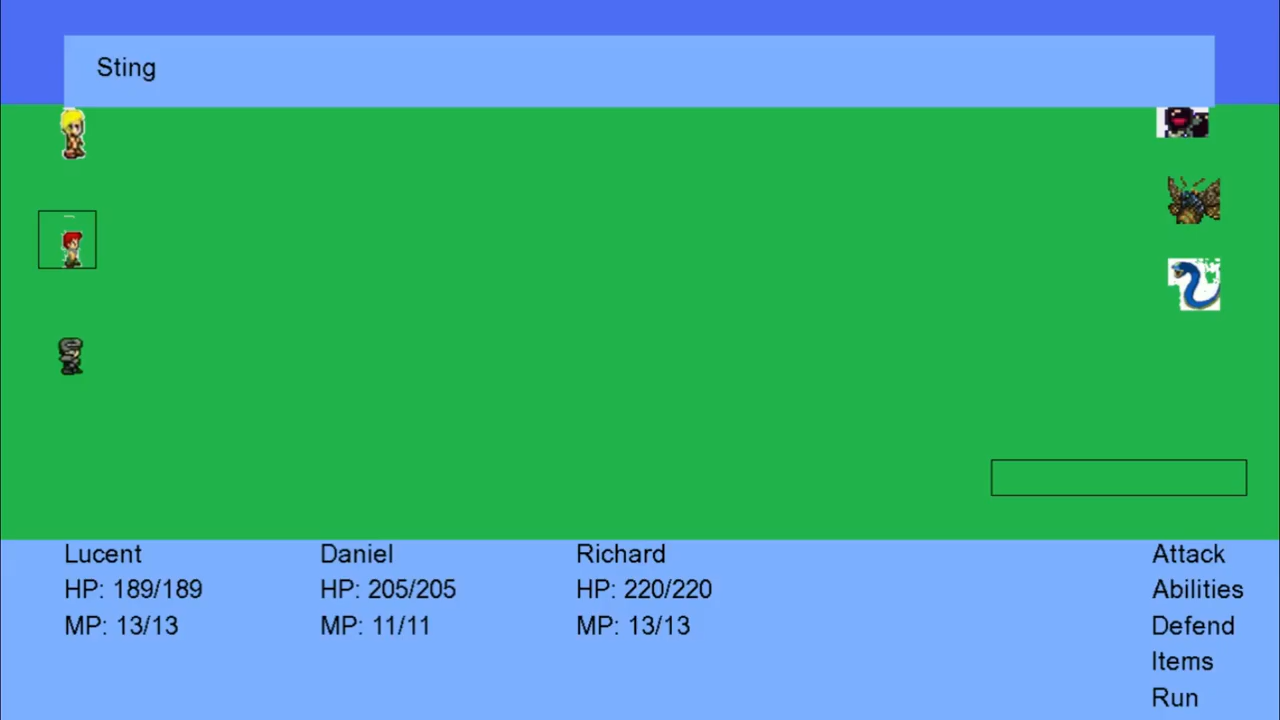 Sting
Lucent
HP: 189/189
MP: 13/13
Daniel
HP: 205/205
MP: 11/11
Richard
HP: 220/220
MP: 13/13
Attack
Abilities
Defend
Items
Run